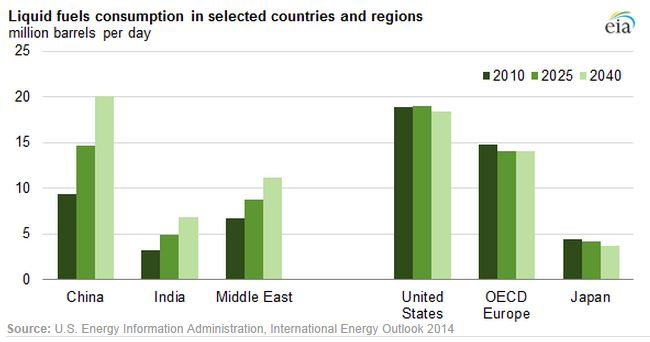 Liquid fuels consumption in selected countries and regions
million barrels per day
eia
25
2010 2025 2040
20
15
10
5
0
China India Middle East United States OECD Europe Japan
Source: U.S. Energy Information Administration, International Energy Outlook 2014